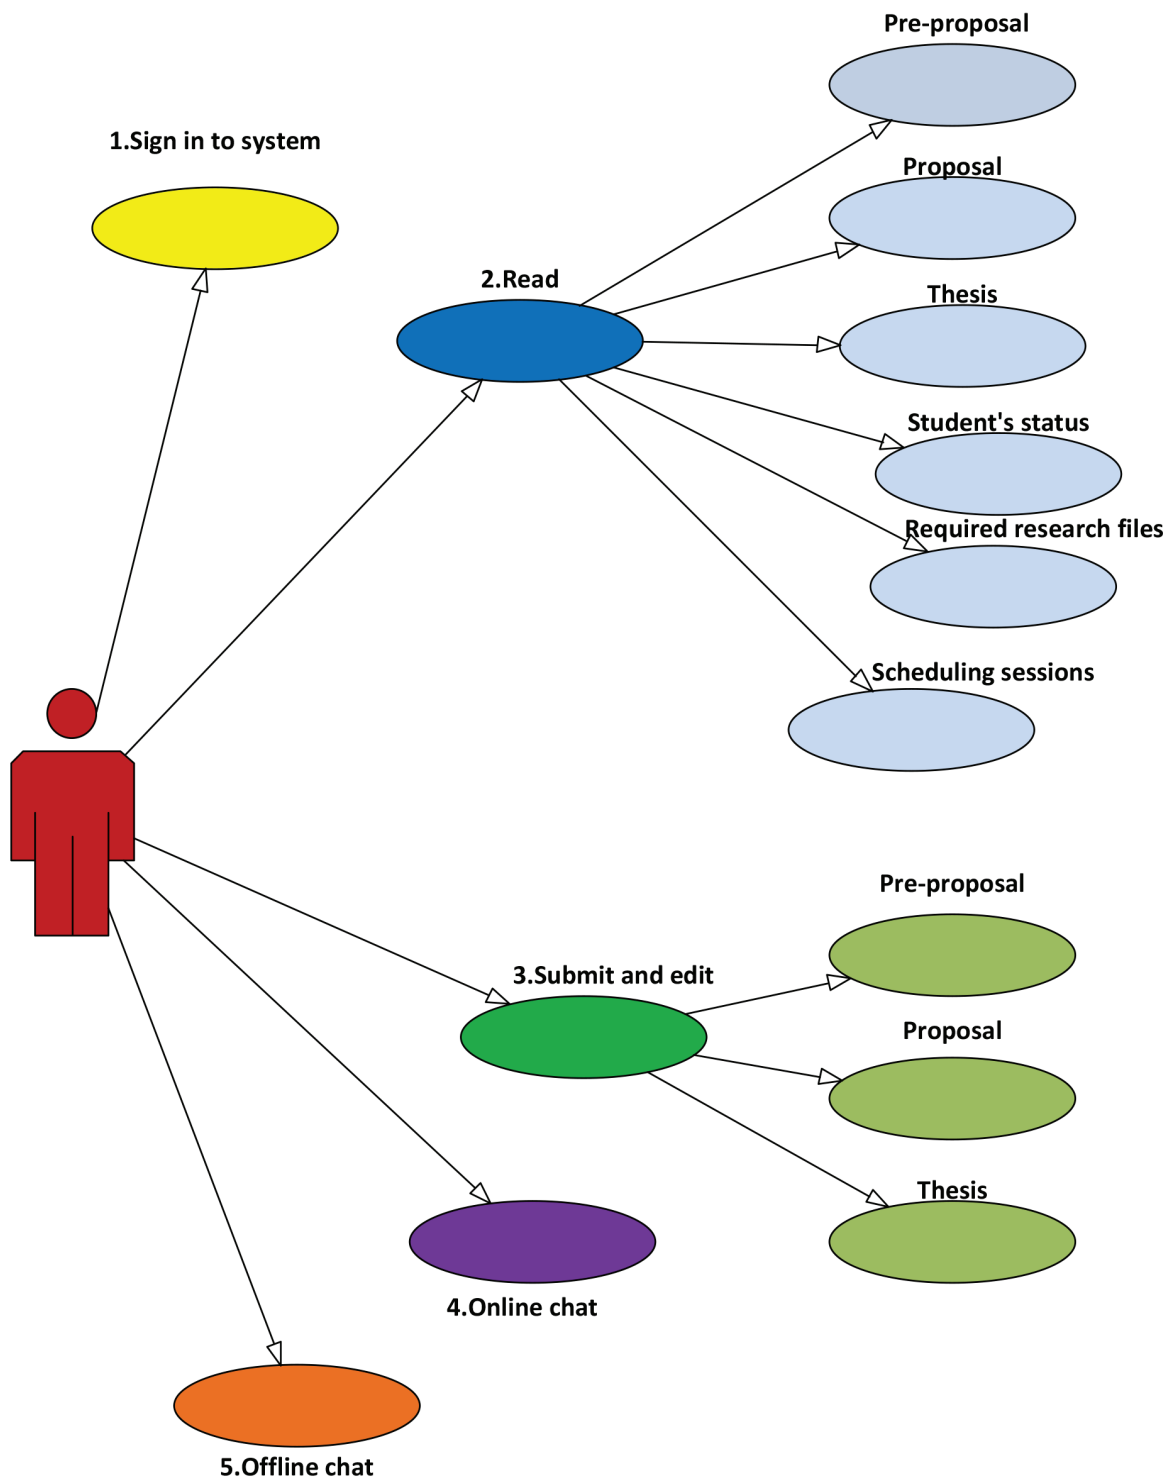 Pre-proposal
1.Sign in to system
Proposal
2.Read
Thesis
Student's status
Required research files
Scheduling sessions
Pre-proposal
3.Submit and edit
Proposal
Thesis
4.Online chat
5.Offline chat